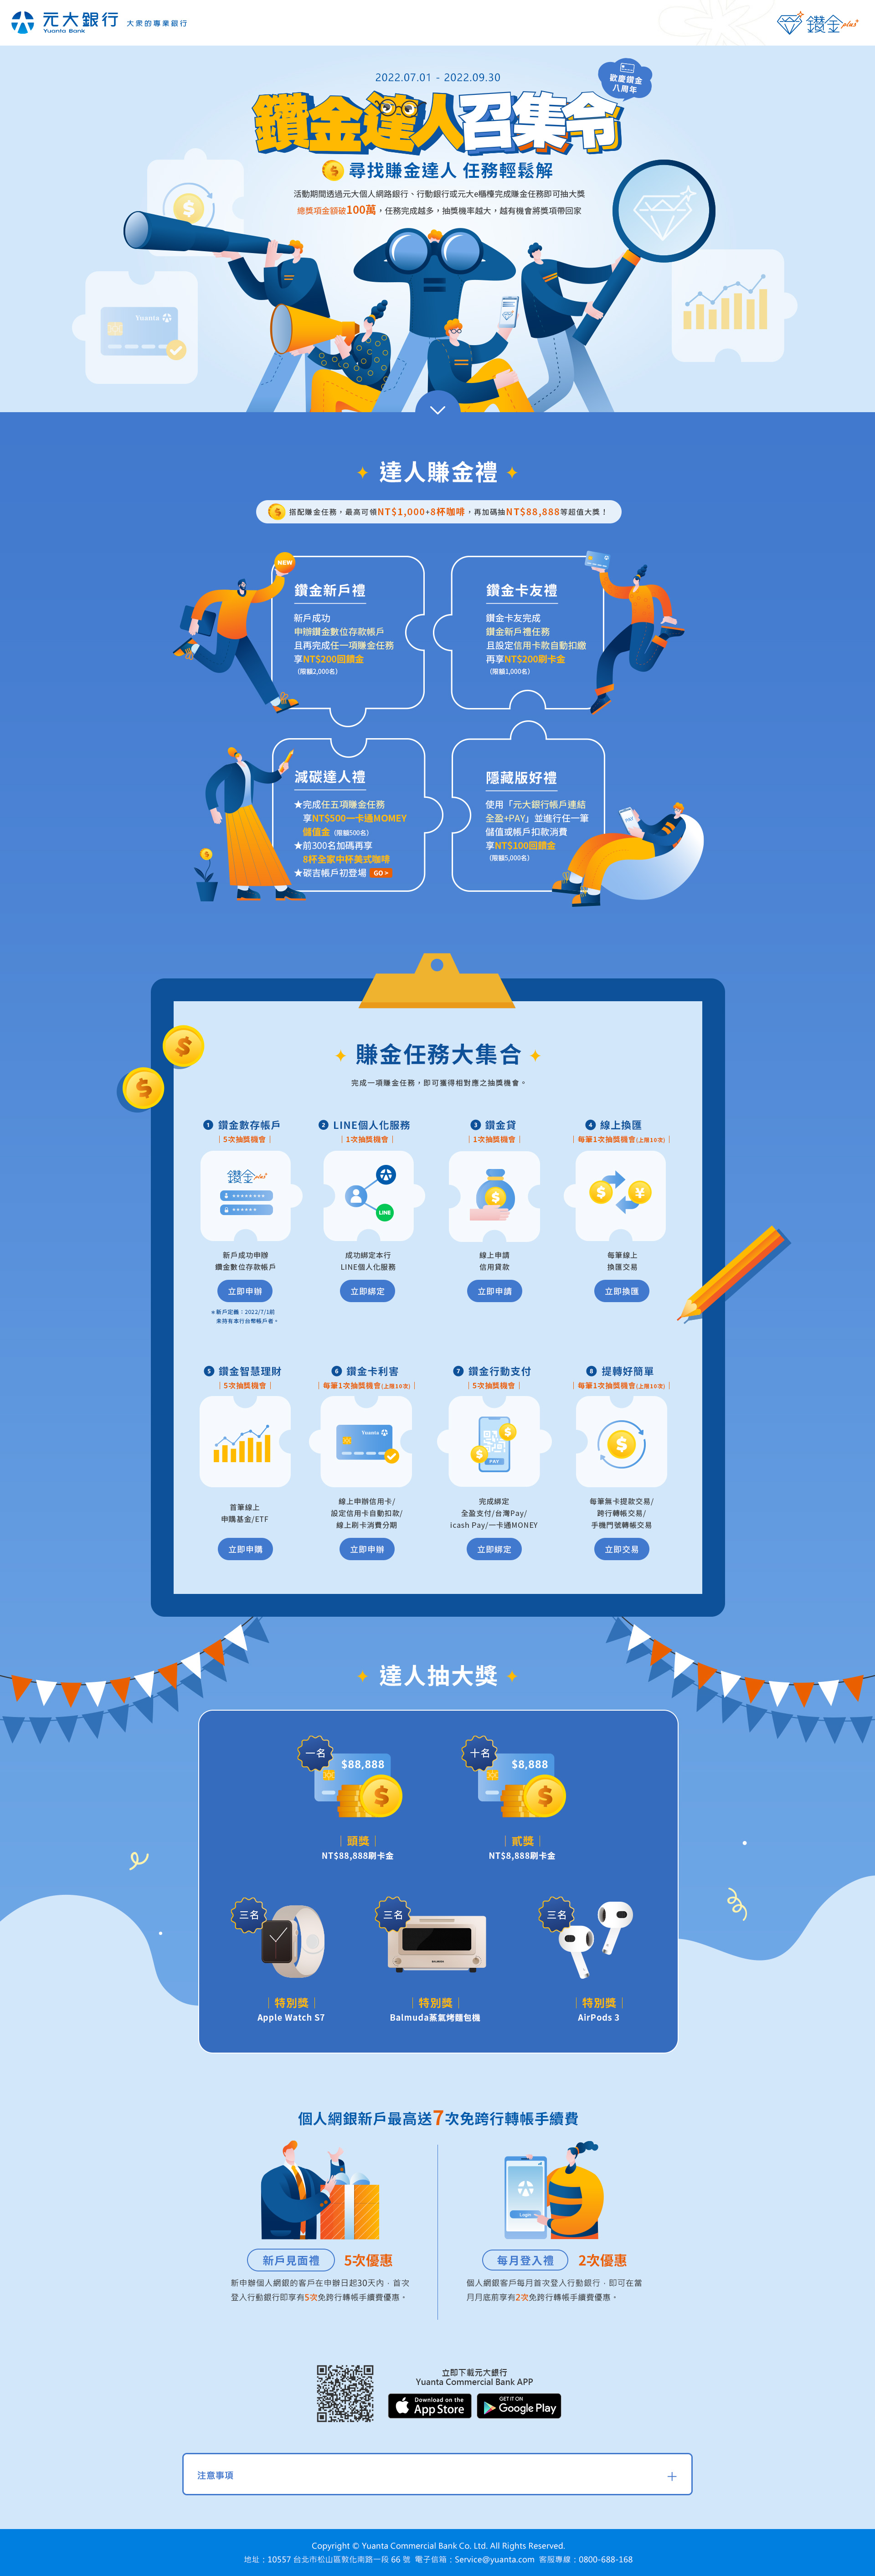 元大銀行 大眾的專業銀行
Yuanta Bank
鑽金plus+
2022.07.01 - 2022.09.30
歡慶鑽金
八周年
鑽金達人召集令
尋找賺金達人 任務輕鬆解
活動期間透過元大個人網路銀行、行動銀行或元大e櫃檯完成賺金任務即可抽大獎
總獎項金額破100萬，任務完成越多，抽獎機率越大，越有機會將獎項帶回家
Yuanta
達人賺金禮
搭配賺金任務，最高可領NT$1,000+8杯咖啡，再加碼抽NT$88,888等超值大獎！
NEW
鑽金新戶禮
新戶成功
申辦鑽金數位存款帳戶
且再完成任一項賺金任務
享NT$200回饋金
（限額2,000名）
鑽金卡友禮
鑽金卡友完成
鑽金新戶禮任務
且設定信用卡款自動扣繳
再享NT$200刷卡金
（限額1,000名）
減碳達人禮
★完成任五項賺金任務
享NT$500一卡通MOMEY
儲值金（限額500名）
★前300名加碼再享
8杯全家中杯美式咖啡
★碳吉帳戶初登場 GO >
隱藏版好禮
使用「元大銀行帳戶連結
全盈+PAY」並進行任一筆
儲值或帳戶扣款消費
享NT$100回饋金
（限額5,000名）
PAY
賺金任務大集合
完成一項賺金任務，即可獲得相對應之抽獎機會。
1 鑽金數存帳戶
｜5次抽獎機會｜
鑽金plus+
********
******
新戶成功申辦
鑽金數位存款帳戶
立即申辦
※新戶定義：2022/7/1前
未持有本行台幣帳戶者。
2 LINE個人化服務
｜1次抽獎機會｜
LINE
成功綁定本行
LINE個人化服務
立即綁定
3 鑽金貸
｜1次抽獎機會｜
線上申請
信用貸款
立即申請
4 線上換匯
｜每筆1次抽獎機會(上限10次)｜
每筆線上
換匯交易
立即換匯
5 鑽金智慧理財
｜5次抽獎機會｜
首筆線上
申購基金/ETF
立即申購
6 鑽金卡利害
｜每筆1次抽獎機會(上限10次)｜
Yuanta
線上申辦信用卡/
設定信用卡自動扣款/
線上刷卡消費分期
立即申辦
7 鑽金行動支付
｜5次抽獎機會｜
PAY
完成綁定
全盈支付/台灣Pay/
icash Pay/一卡通MONEY
立即綁定
8 提轉好簡單
｜每筆1次抽獎機會(上限10次)｜
每筆無卡提款交易/
跨行轉帳交易/
手機門號轉帳交易
立即交易
達人抽大獎
一名
$88,888
｜頭獎｜
NT$88,888刷卡金
十名
$8,888
｜貳獎｜
NT$8,888刷卡金
三名
｜特別獎｜
Apple Watch S7
三名
BALMUDA
｜特別獎｜
Balmuda蒸氣烤麵包機
三名
｜特別獎｜
AirPods 3
個人網銀新戶最高送7次免跨行轉帳手續費
新戶見面禮 5次優惠
新申辦個人網銀的客戶在申辦日起30天內，首次
登入行動銀行即享有5次免跨行轉帳手續費優惠。
Login
每月登入禮 2次優惠
個人網銀客戶每月首次登入行動銀行，即可在當
月月底前享有2次免跨行轉帳手續費優惠。
立即下載元大銀行
Yuanta Commercial Bank APP
Download on the
App Store
GET IT ON
Google Play
注意事項 +
Copyright © Yuanta Commercial Bank Co. Ltd. All Rights Reserved.
地址：10557 台北市松山區敦化南路一段 66 號 電子信箱：Service@yuanta.com 客服專線：0800-688-168